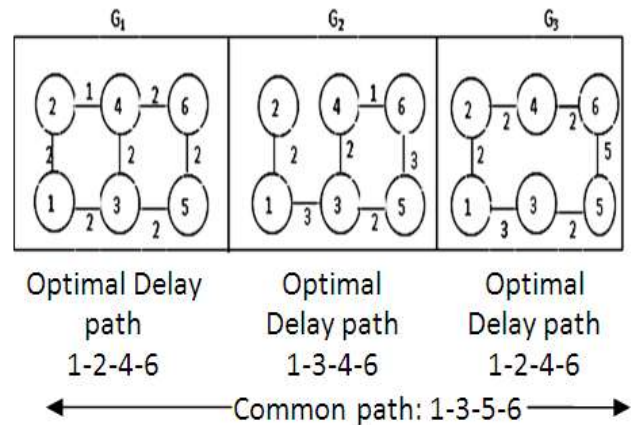 G1 G2 G3
2 1 4 2 6 2 4 1 6 2 4 6
2 2
2 2 2 2 2 3 2 5
1 3 5 1 3 5 1 3 5
2 2 3 2 3 2
Optimal Delay path 1-2-4-6
Optimal Delay path 1-3-4-6
Optimal Delay path 1-2-4-6
Common path: 1-3-5-6